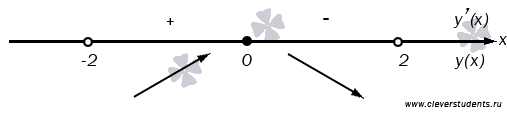 + - y'(x)
x
-2 0 2 y(x)
www.cleverstudents.ru